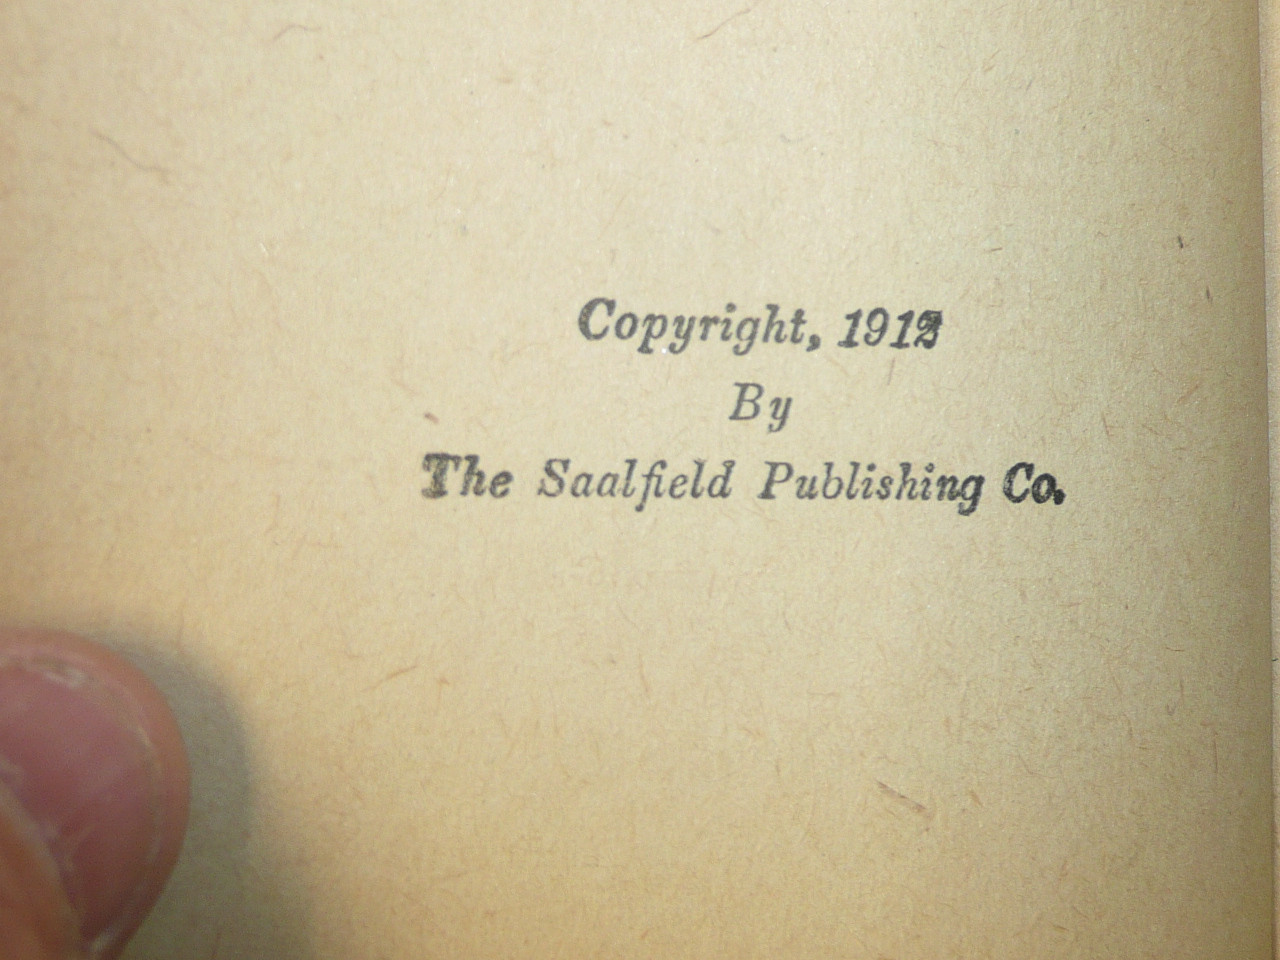 Copyright, 1912
By
The Saalfield Publishing Co.